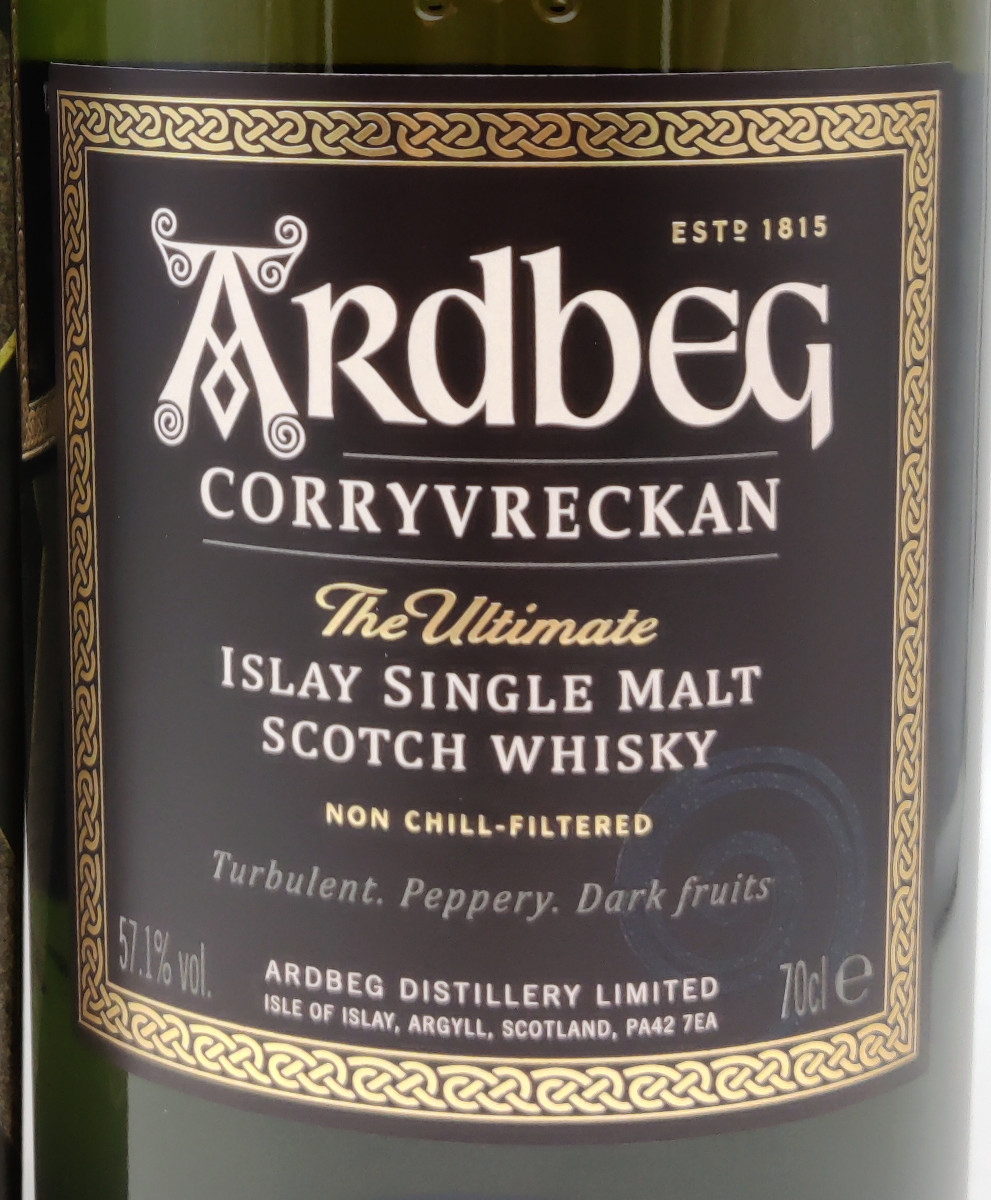 ESTD 1815
ARdbEG
CORRYVRECKAN
The Ultimate
ISLAY SINGLE MALT
SCOTCH WHISKY
NON CHILL-FILTERED
Turbulent. Peppery. Dark fruits
57.1% vol.
ARDBEG DISTILLERY LIMITED
ISLE OF ISLAY, ARGYLL, SCOTLAND, PA42 7EA
70cl e